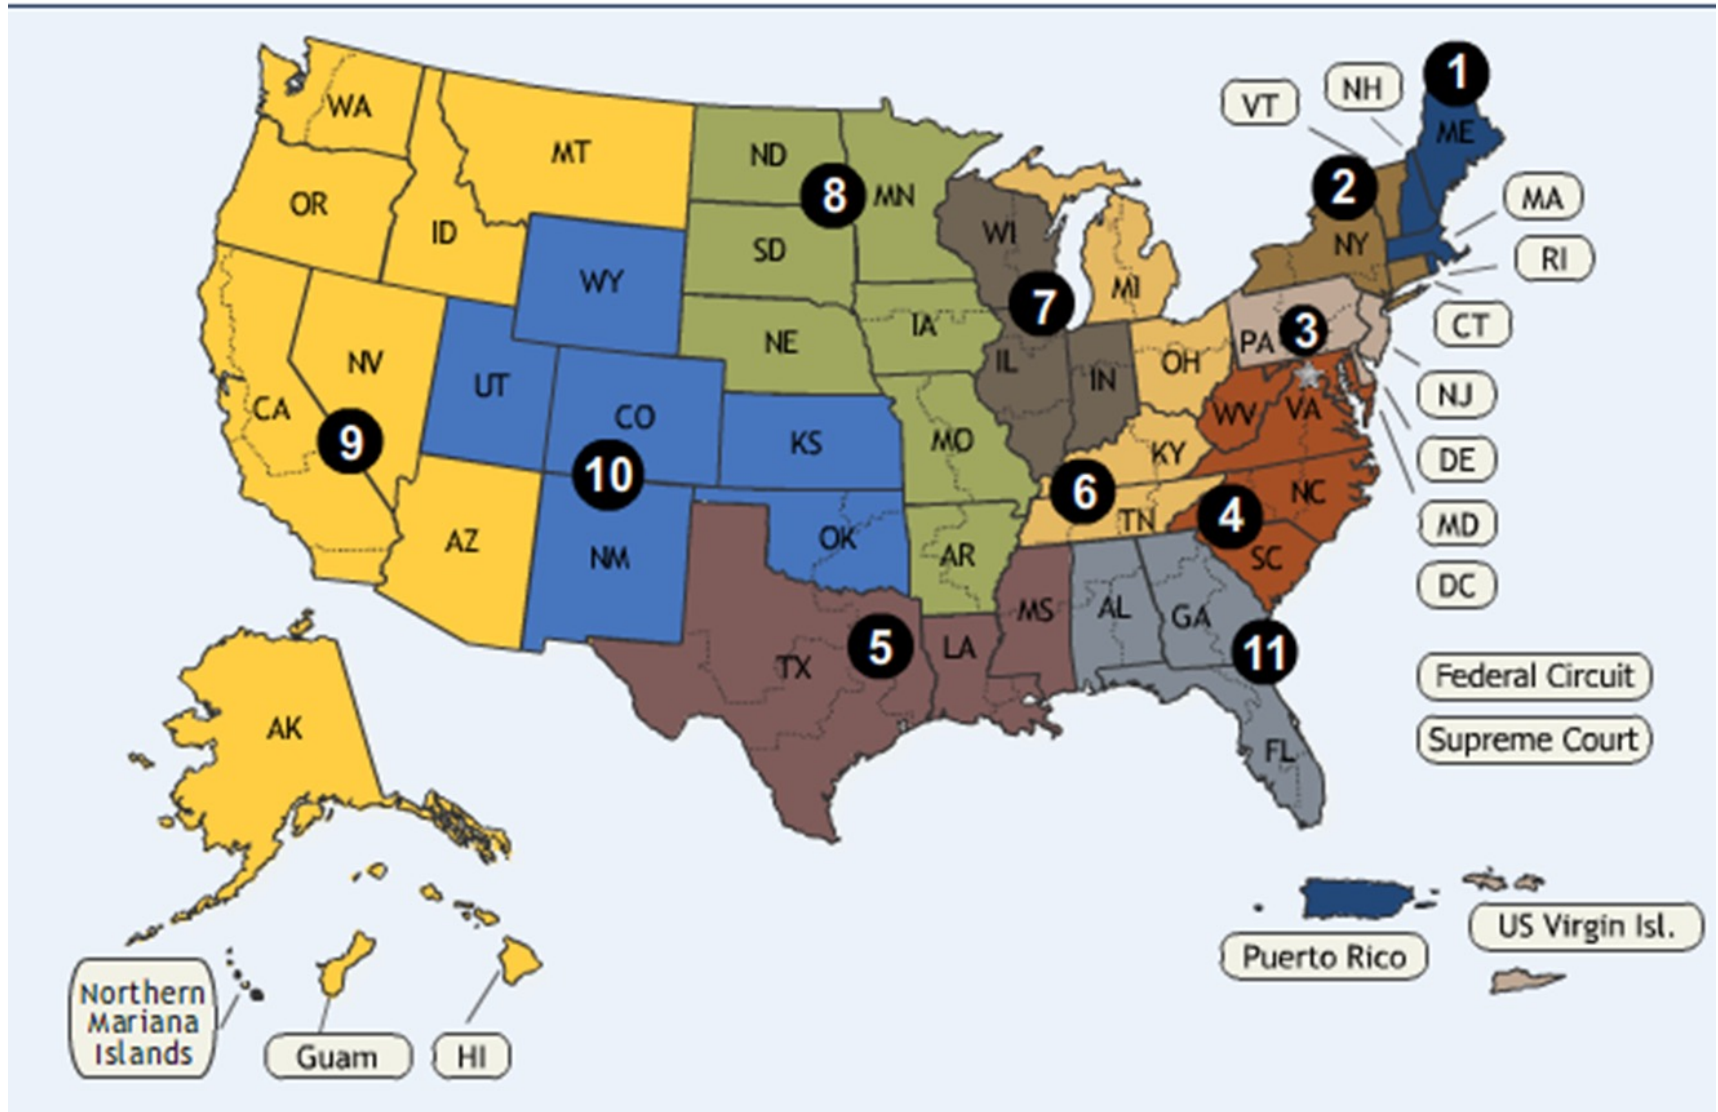 1
NH
VT
WA
ME
MT
ND
2
8
MN
MA
OR
ID
WI
NY
SD
RI
WY
MI
7
IA
CT
3
NE
PA
NV
IL
OH
UT
IN
NJ
CA
CO
WV
VA
9
KS
MO
KY
DE
10
6
NC
4
TN
MD
AZ
OK
NM
AR
SC
DC
MS
AL
GA
5
LA
11
TX
Federal Circuit
AK
Supreme Court
FL
US Virgin Isl.
Puerto Rico
Northern
Mariana
Islands
Guam
HI